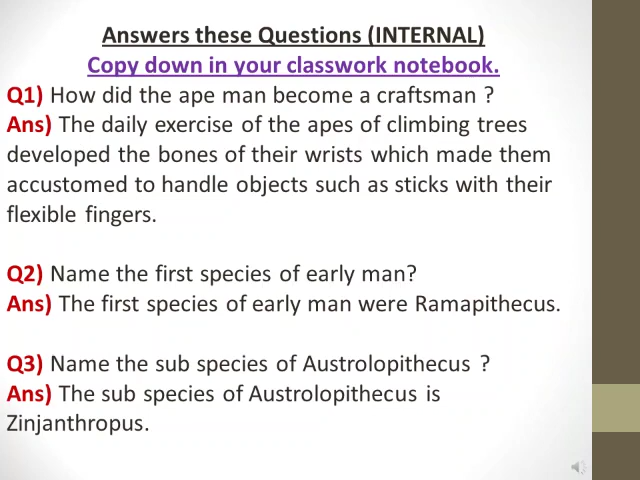 Answers these Questions (INTERNAL)
Copy down in your classwork notebook.
Q1) How did the ape man become a craftsman ?
Ans) The daily exercise of the apes of climbing trees
developed the bones of their wrists which made them
accustomed to handle objects such as sticks with their
flexible fingers.
Q2) Name the first species of early man?
Ans) The first species of early man were Ramapithecus.
Q3) Name the sub species of Austrolopithecus ?
Ans) The sub species of Austrolopithecus is
Zinjanthropus.